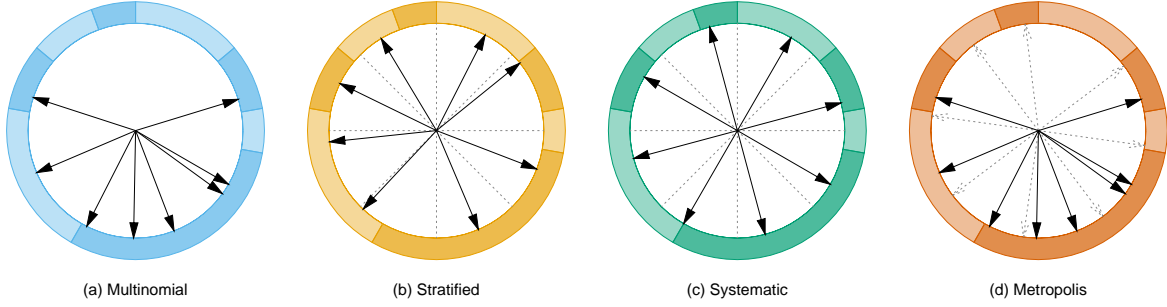 (a) Multinomial
(b) Stratified
(c) Systematic
(d) Metropolis